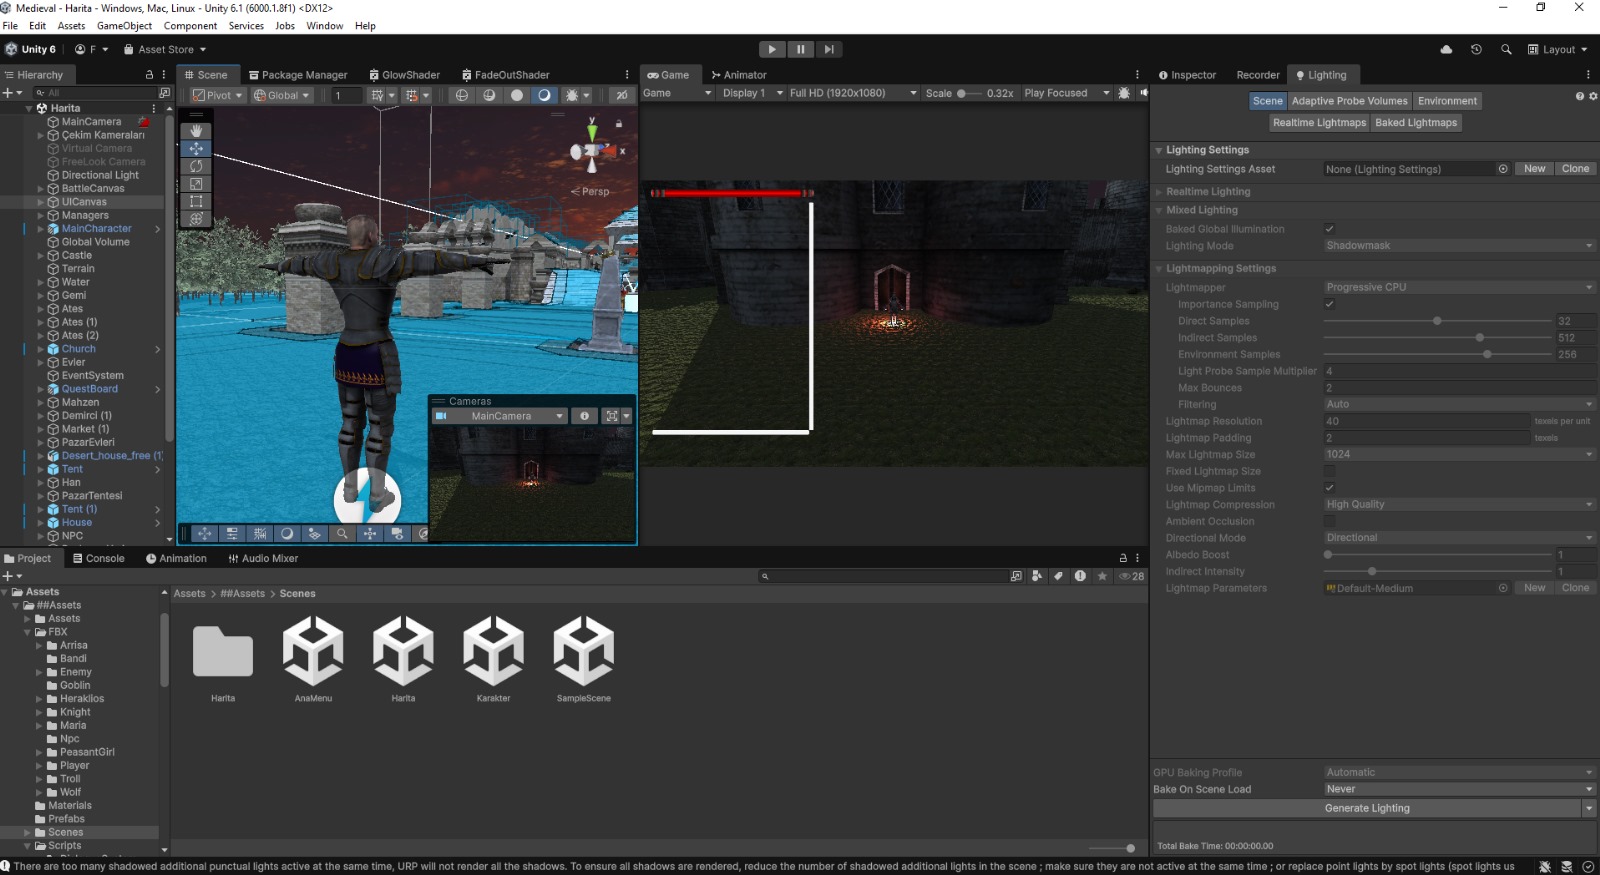 Medieval - Harita - Windows, Mac, Linux - Unity 6.1 (6000.1.8f1) <DX12>
File Edit Assets GameObject Component Services Jobs Window Help
Unity 6 F Asset Store Layout
Hierarchy Scene Package Manager GlowShader FadeOutShader Game Animator Inspector Recorder Lighting
All Pivot Global 1 Game Display 1 Full HD (1920x1080) Scale 0.32x Play Focused
Harita
MainCamera
Çekim Kameraları
Virtual Camera
FreeLook Camera
Directional Light
BattleCanvas
UICanvas
Managers
MainCharacter
Global Volume
Castle
Terrain
Water
Gemi
Ates
Ates (1)
Ates (2)
Church
Evler
EventSystem
QuestBoard
Mahzen
Demirci (1)
Market (1)
PazarEvleri
Desert_house_free (1)
Tent
Han
PazarTentesi
Tent (1)
House
NPC
y
x
Persp
Cameras
MainCamera
Scene Adaptive Probe Volumes Environment
Realtime Lightmaps Baked Lightmaps
Lighting Settings
Lighting Settings Asset None (Lighting Settings) New Clone
Realtime Lighting
Mixed Lighting
Baked Global Illumination
Lighting Mode Shadowmask
Lightmapping Settings
Lightmapper Progressive CPU
Importance Sampling
Direct Samples 32
Indirect Samples 512
Environment Samples 256
Light Probe Sample Multiplier 4
Max Bounces 2
Filtering Auto
Lightmap Resolution 40 texels per unit
Lightmap Padding 2 texels
Max Lightmap Size 1024
Fixed Lightmap Size
Use Mipmap Limits
Lightmap Compression High Quality
Ambient Occlusion
Directional Mode Directional
Albedo Boost 1
Indirect Intensity 1
Lightmap Parameters Default-Medium New Clone
GPU Baking Profile Automatic
Bake On Scene Load Never
Generate Lighting
Total Bake Time: 00:00:00.00
Project Console Animation Audio Mixer
28
Assets
##Assets
Assets
FBX
Arrisa
Bandi
Enemy
Goblin
Heraklios
Knight
Maria
Npc
PeasantGirl
Player
Troll
Wolf
Materials
Prefabs
Scenes
Scripts
Assets > ##Assets > Scenes
Harita AnaMenu Harita Karakter SampleScene
There are too many shadowed additional punctual lights active at the same time, URP will not render all the shadows. To ensure all shadows are rendered, reduce the number of shadowed additional lights in the scene ; make sure they are not active at the same time ; or replace point lights by spot lights (spot lights us